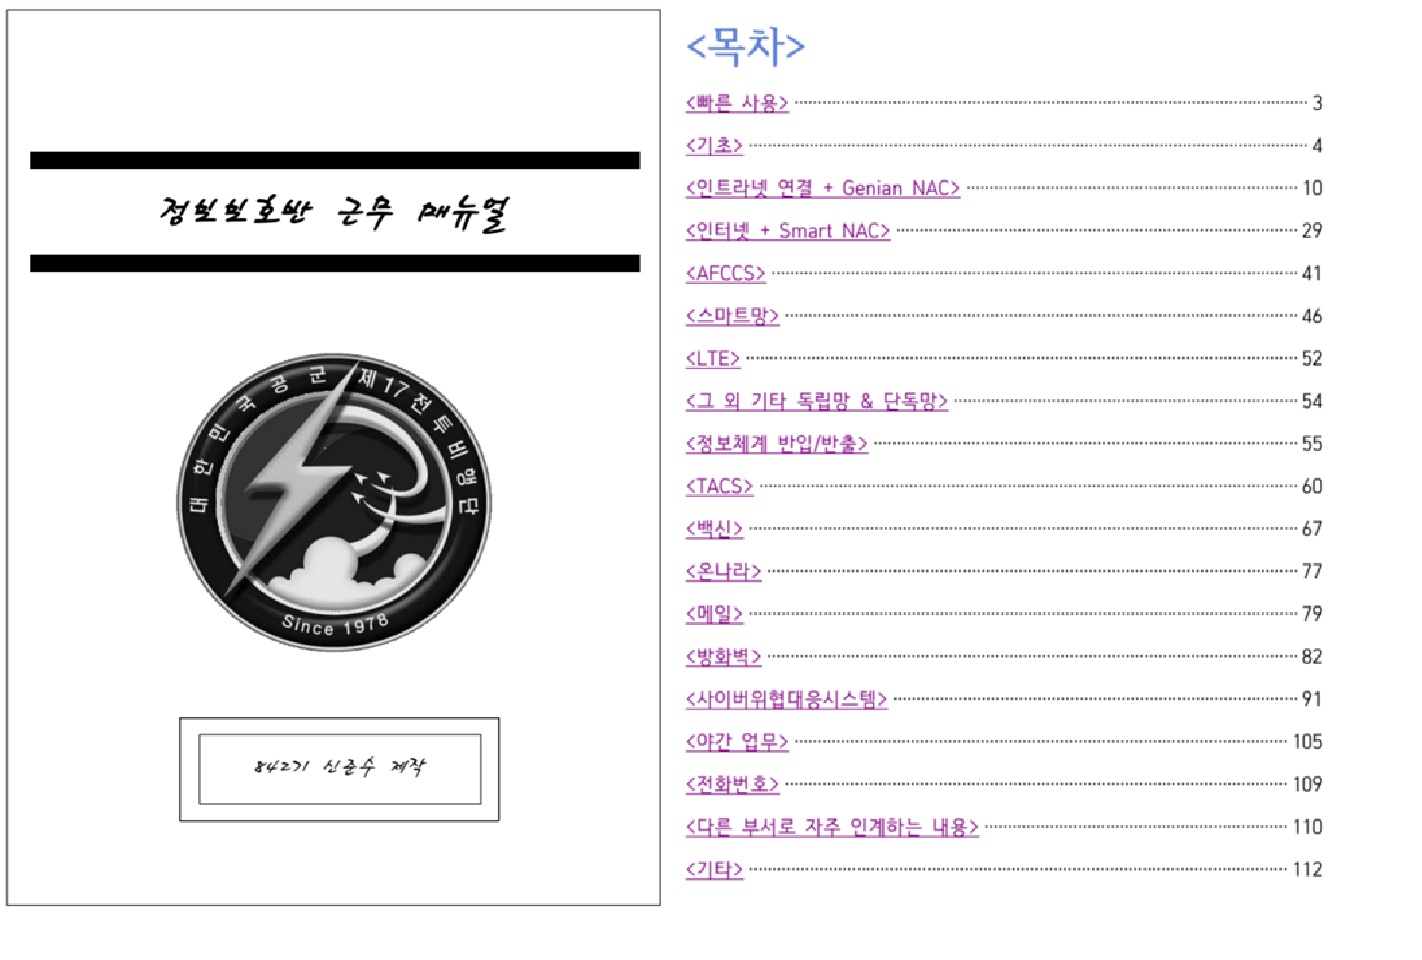 정보보호반 근무 매뉴얼
대한민국공군 제17전투비행단
Since 1978
842기 신준수 제작
<목차>
<빠른 사용> 3
<기초> 4
<인트라넷 연결 + Genian NAC> 10
<인터넷 + Smart NAC> 29
<AFCCS> 41
<스마트망> 46
<LTE> 52
<그 외 기타 독립망 & 단독망> 54
<정보체계 반입/반출> 55
<TACS> 60
<백신> 67
<온나라> 77
<메일> 79
<방화벽> 82
<사이버위협대응시스템> 91
<야간 업무> 105
<전화번호> 109
<다른 부서로 자주 인계하는 내용> 110
<기타> 112